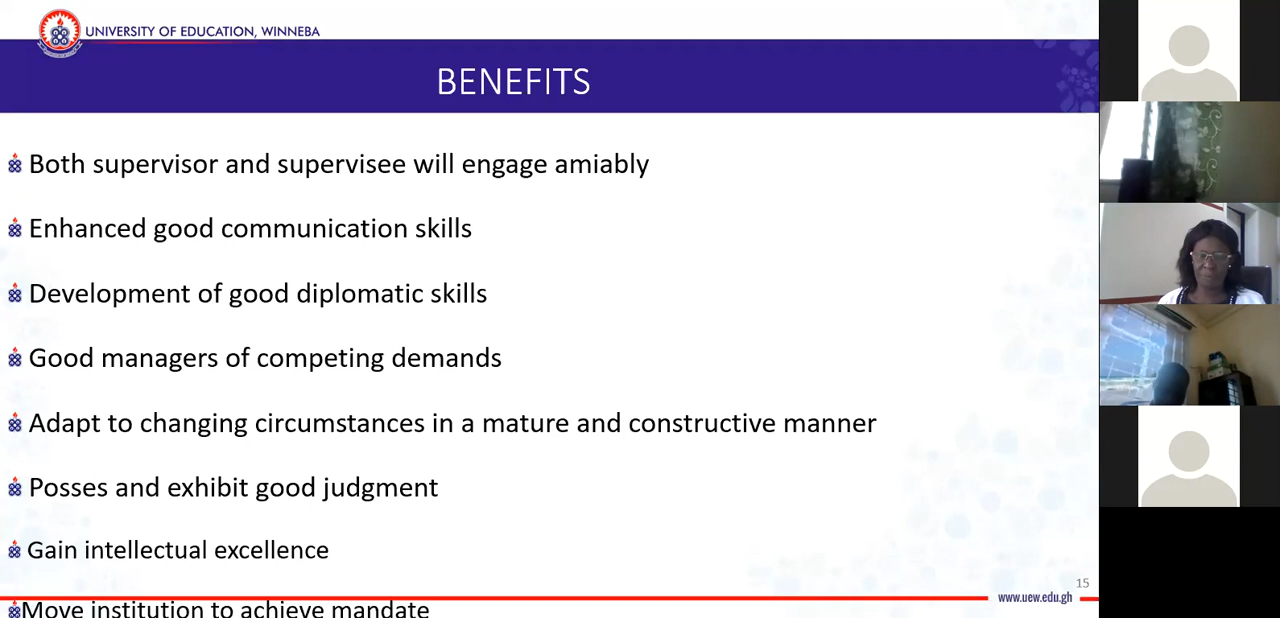 UNIVERSITY OF EDUCATION, WINNEBA
BENEFITS
Both supervisor and supervisee will engage amiably
Enhanced good communication skills
Development of good diplomatic skills
Good managers of competing demands
Adapt to changing circumstances in a mature and constructive manner
Posses and exhibit good judgment
Gain intellectual excellence
15
www.uew.edu.gh
Move institution to achieve mandate